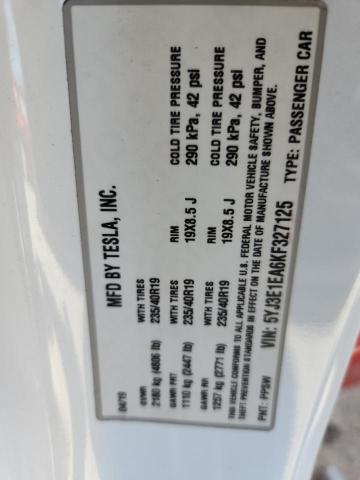 MFD BY TESLA, INC.
04/19
GVWR WITH TIRES RIM COLD TIRE PRESSURE
2180 kg (4806 lb) 235/40R19 19X8.5 J 290 kPa, 42 psi
GAWR FRT WITH TIRES RIM COLD TIRE PRESSURE
1110 kg (2447 lb) 235/40R19 19X8.5 J 290 kPa, 42 psi
GAWR RR
1257 kg (2771 lb) 235/40R19 19X8.5 J
THIS VEHICLE CONFORMS TO ALL APPLICABLE U.S. FEDERAL MOTOR VEHICLE SAFETY, BUMPER, AND
THEFT PREVENTION STANDARDS IN EFFECT ON THE DATE OF MANUFACTURE SHOWN ABOVE.
VIN: 5YJ3E1EA6KF327125
PNT: PPSW TYPE: PASSENGER CAR